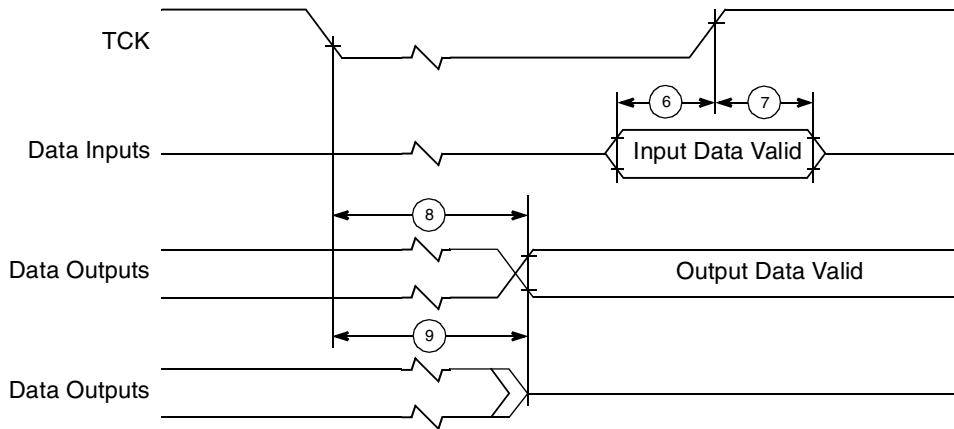 TCK
6
7
Data Inputs
Input Data Valid
8
Data Outputs
Output Data Valid
9
Data Outputs